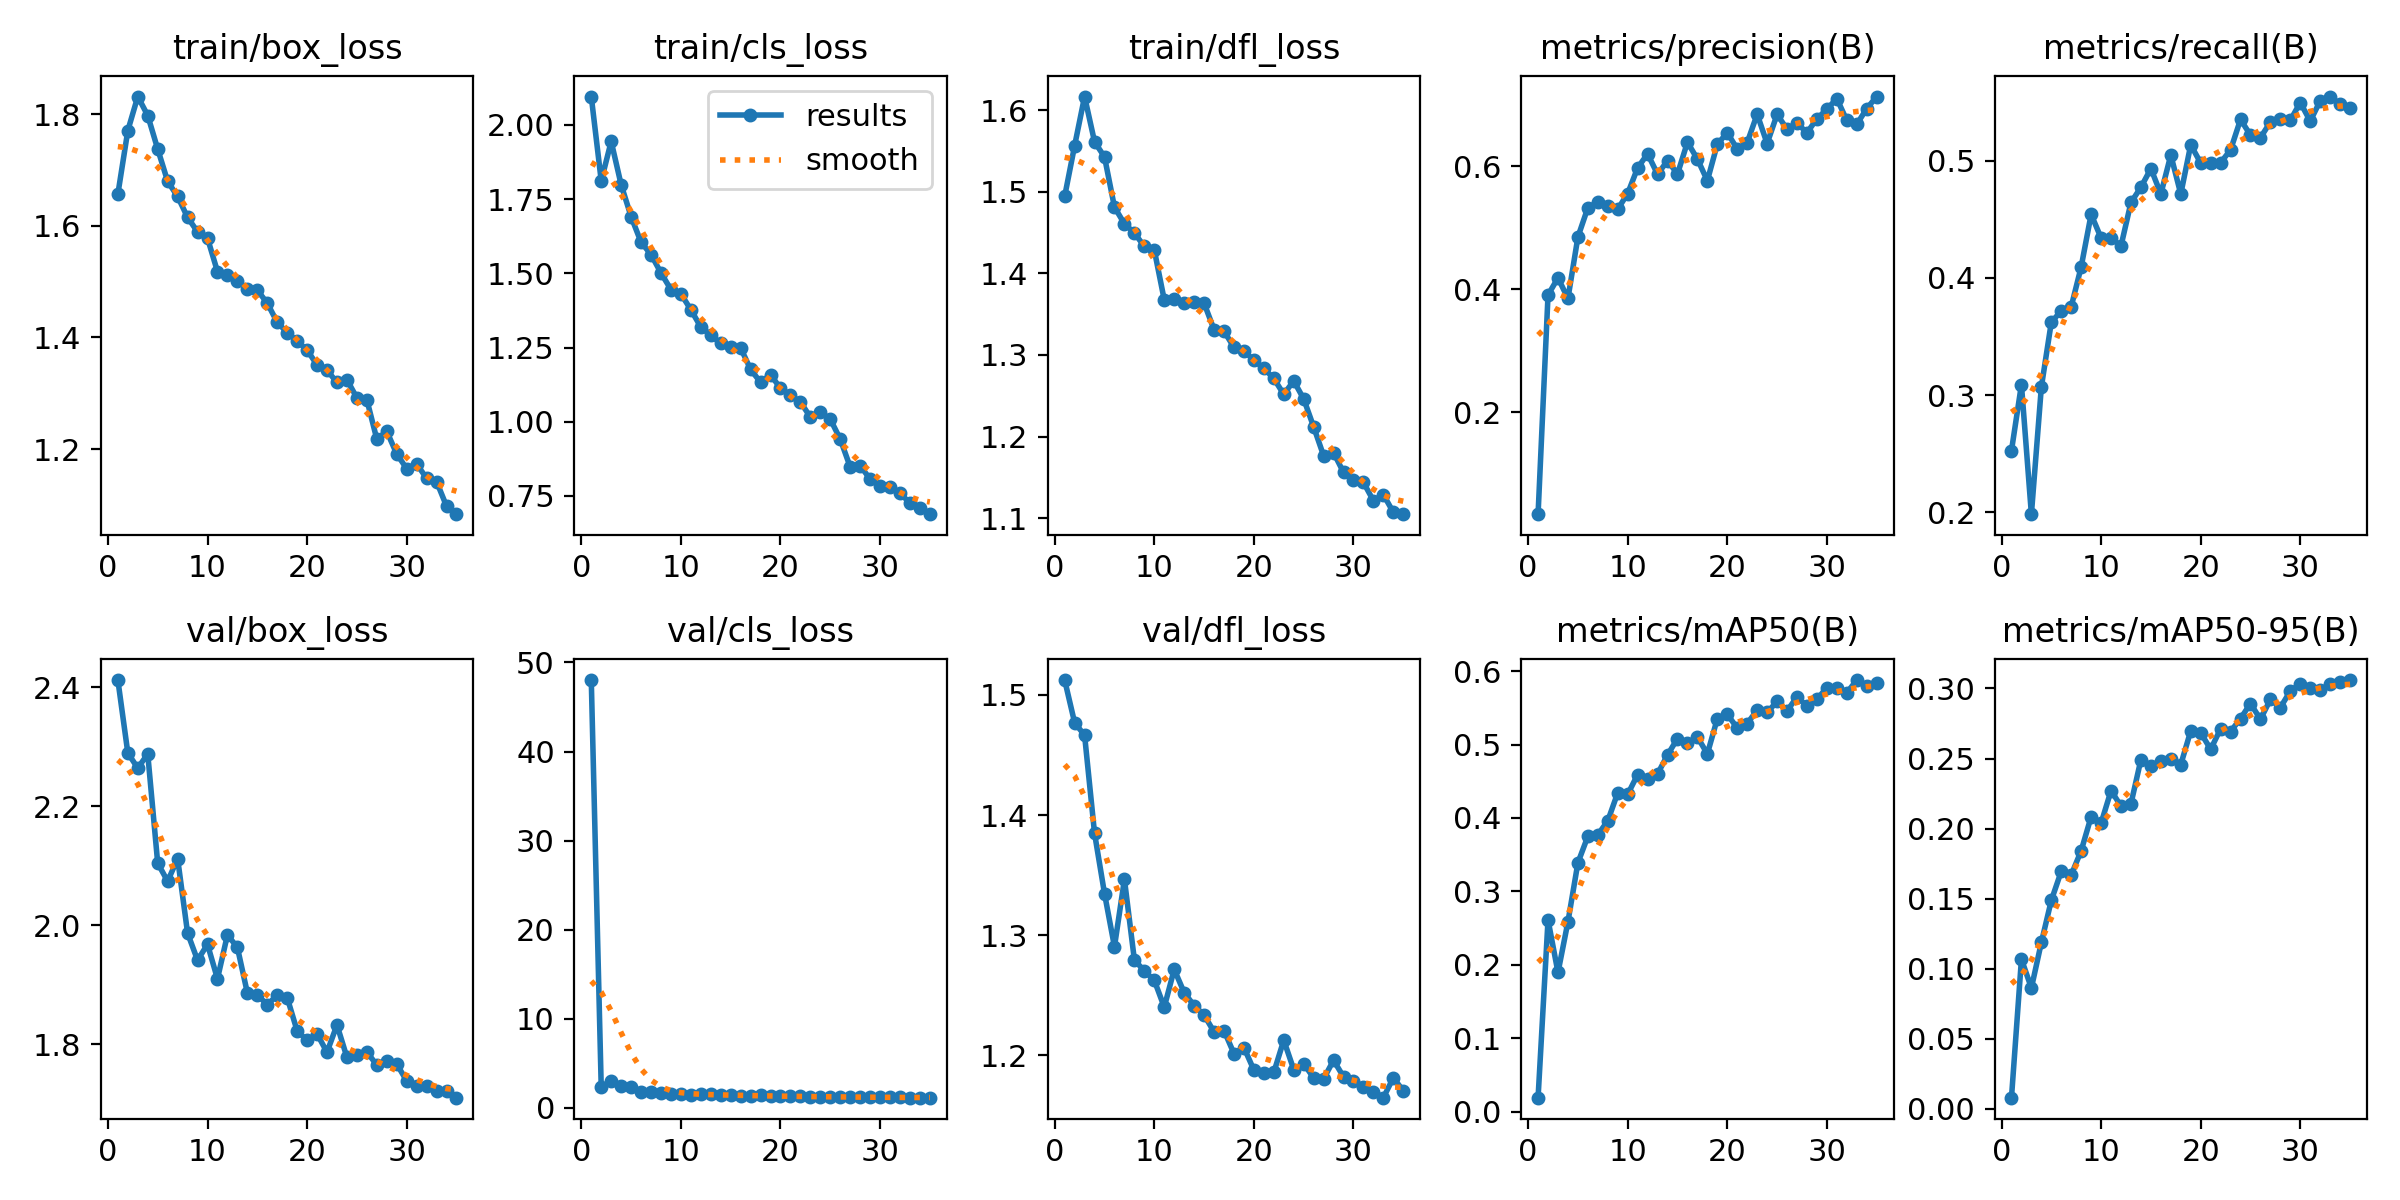 train/box_loss
1.8
1.6
1.4
1.2
0 10 20 30
train/cls_loss
results
smooth
2.00
1.75
1.50
1.25
1.00
0.75
0 10 20 30
train/dfl_loss
1.6
1.5
1.4
1.3
1.2
1.1
0 10 20 30
metrics/precision(B)
0.6
0.4
0.2
0 10 20 30
metrics/recall(B)
0.5
0.4
0.3
0.2
0 10 20 30
val/box_loss
2.4
2.2
2.0
1.8
0 10 20 30
val/cls_loss
50
40
30
20
10
0
0 10 20 30
val/dfl_loss
1.5
1.4
1.3
1.2
0 10 20 30
metrics/mAP50(B)
0.6
0.5
0.4
0.3
0.2
0.1
0.0
0 10 20 30
metrics/mAP50-95(B)
0.30
0.25
0.20
0.15
0.10
0.05
0.00
0 10 20 30